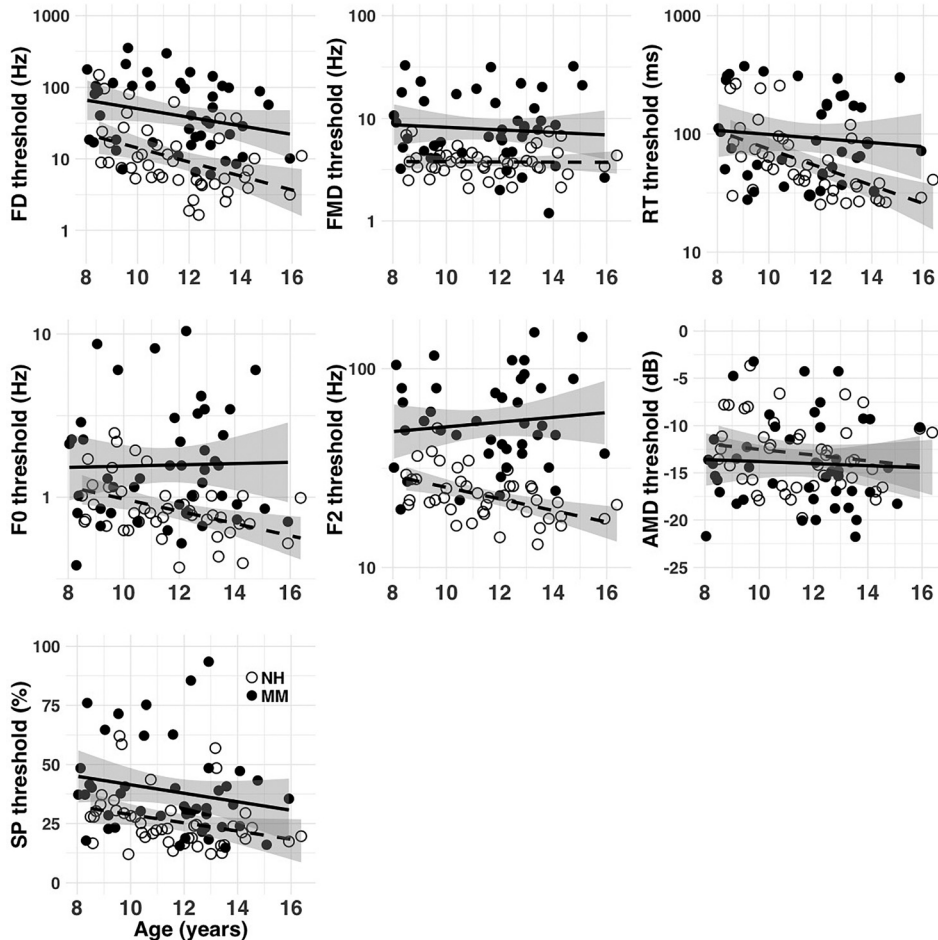 FD threshold (Hz)
1000
100
10
1
8 10 12 14 16
FMD threshold (Hz)
100
10
1
8 10 12 14 16
RT threshold (ms)
1000
100
10
8 10 12 14 16
F0 threshold (Hz)
10
1
8 10 12 14 16
F2 threshold (Hz)
100
10
8 10 12 14 16
AMD threshold (dB)
0
-5
-10
-15
-20
-25
8 10 12 14 16
SP threshold (%)
100
75
50
25
0
NH
MM
8 10 12 14 16
Age (years)